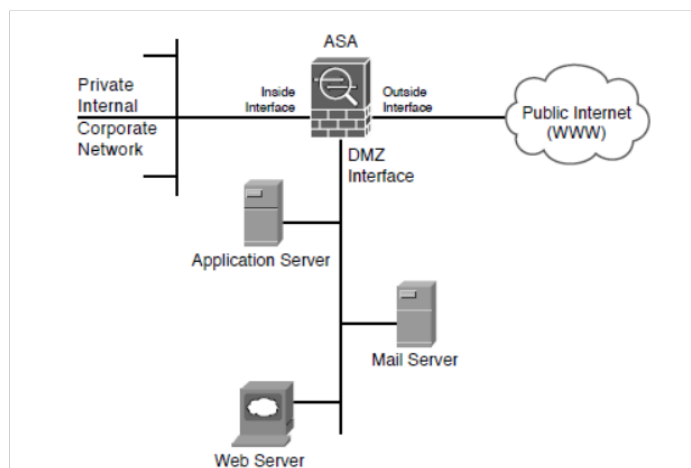 ASA
Private
Internal
Corporate
Network
Inside
Interface
Outside
Interface
Public Internet
(WWW)
DMZ
Interface
Application Server
Mail Server
Web Server